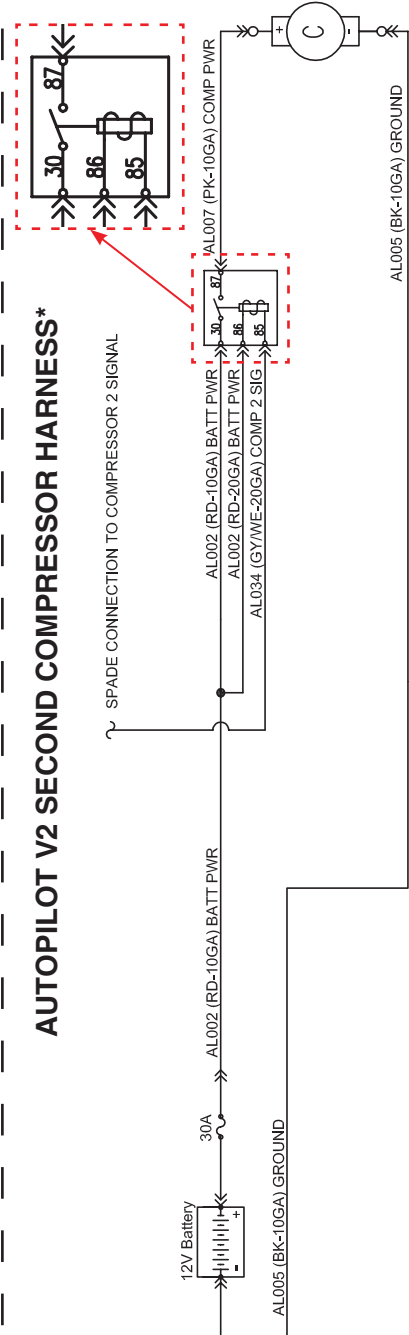 AUTOPILOT V2 SECOND COMPRESSOR HARNESS*
87
30
86
85
SPADE CONNECTION TO COMPRESSOR 2 SIGNAL
12V Battery
-
+
30A
AL002 (RD-10GA) BATT PWR
AL002 (RD-10GA) BATT PWR
AL002 (RD-20GA) BATT PWR
AL034 (GY/WE-20GA) COMP 2 SIG
30
87
86
85
AL007 (PK-10GA) COMP PWR
+
C
-
AL005 (BK-10GA) GROUND
AL005 (BK-10GA) GROUND